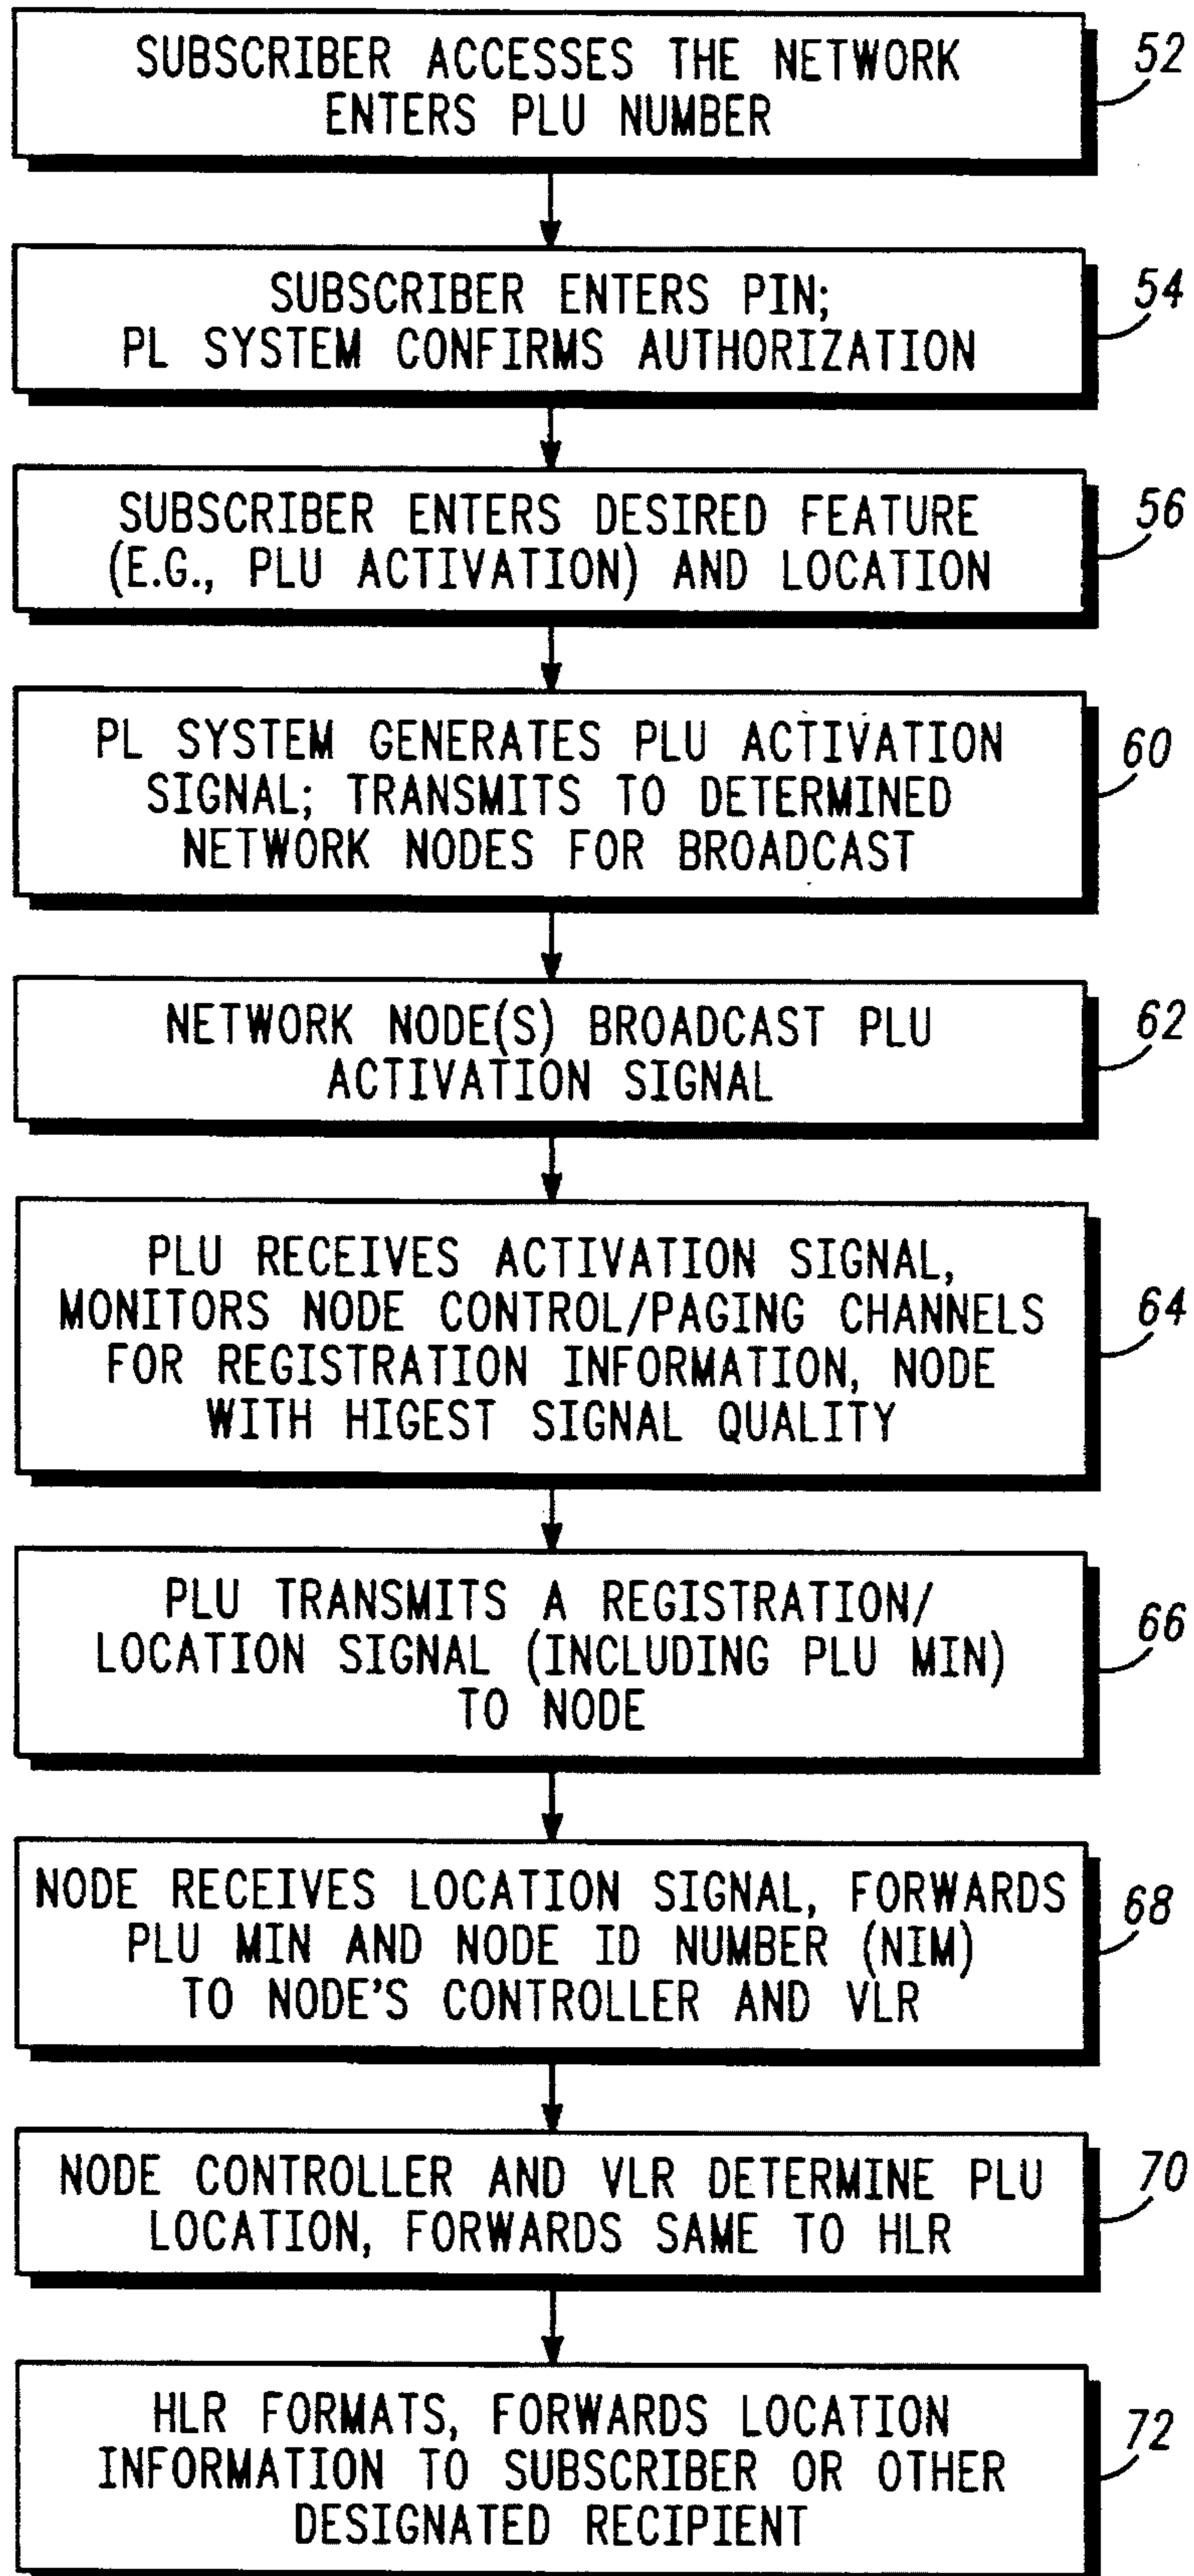 SUBSCRIBER ACCESSES THE NETWORK
ENTERS PLU NUMBER
52
SUBSCRIBER ENTERS PIN;
PL SYSTEM CONFIRMS AUTHORIZATION
54
SUBSCRIBER ENTERS DESIRED FEATURE
(E.G., PLU ACTIVATION) AND LOCATION
56
PL SYSTEM GENERATES PLU ACTIVATION
SIGNAL; TRANSMITS TO DETERMINED
NETWORK NODES FOR BROADCAST
60
NETWORK NODE(S) BROADCAST PLU
ACTIVATION SIGNAL
62
PLU RECEIVES ACTIVATION SIGNAL,
MONITORS NODE CONTROL/PAGING CHANNELS
FOR REGISTRATION INFORMATION, NODE
WITH HIGEST SIGNAL QUALITY
64
PLU TRANSMITS A REGISTRATION/
LOCATION SIGNAL (INCLUDING PLU MIN)
TO NODE
66
NODE RECEIVES LOCATION SIGNAL, FORWARDS
PLU MIN AND NODE ID NUMBER (NIM)
TO NODE'S CONTROLLER AND VLR
68
NODE CONTROLLER AND VLR DETERMINE PLU
LOCATION, FORWARDS SAME TO HLR
70
HLR FORMATS, FORWARDS LOCATION
INFORMATION TO SUBSCRIBER OR OTHER
DESIGNATED RECIPIENT
72